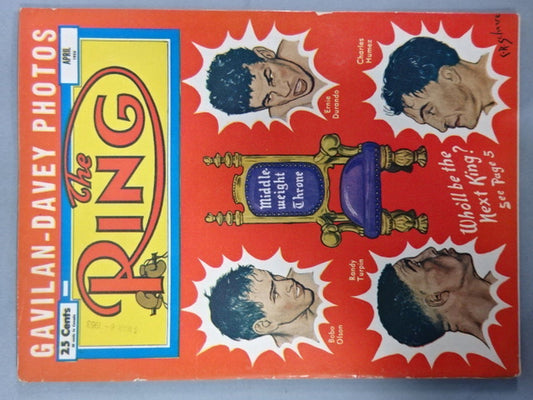 GAVILAN-DAVEY PHOTOS
APRIL
The
RING
25 Cents
Ernie
Durando
Charles
Humez
Middle-
weight
Throne
Who'll be the
Next King?
See Page 5
Bobo
Olson
Randy
Turpin